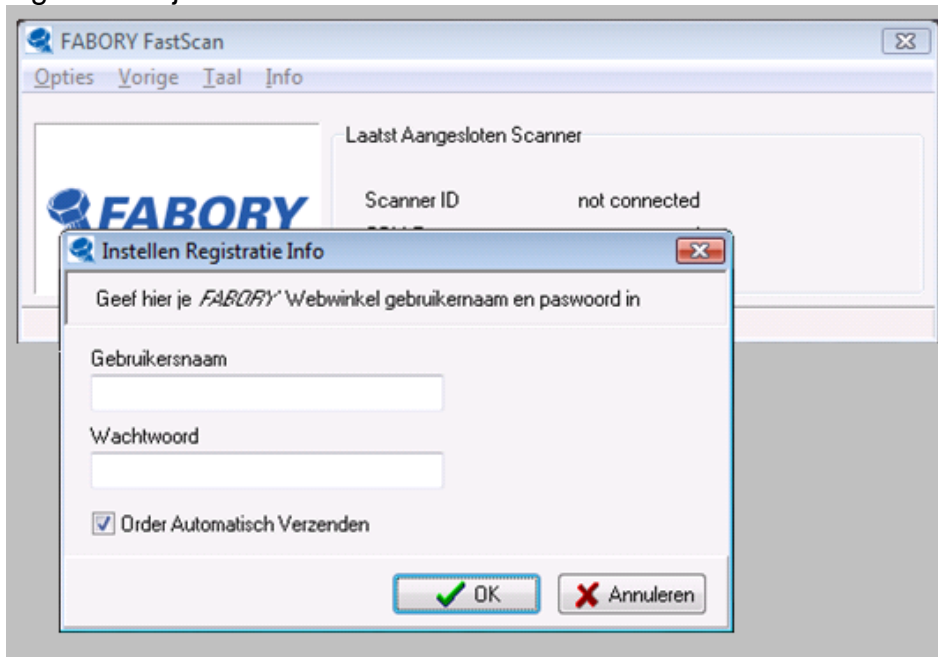 FABORY FastScan
Opties Vorige Taal Info
Laatst Aangesloten Scanner
Scanner ID not connected
FABORY
Instellen Registratie Info
Geef hier je FABORY Webwinkel gebruikernaam en paswoord in
Gebruikersnaam
Wachtwoord
Order Automatisch Verzenden
OK Annuleren